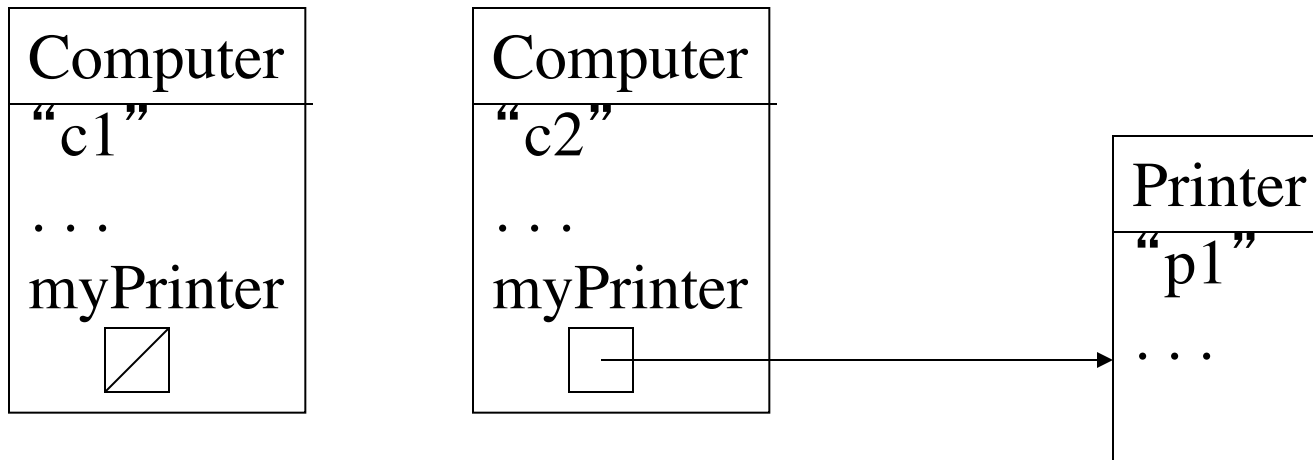 Computer
“c1”
. . .
myPrinter
Computer
“c2”
. . .
myPrinter
Printer
“p1”
. . .